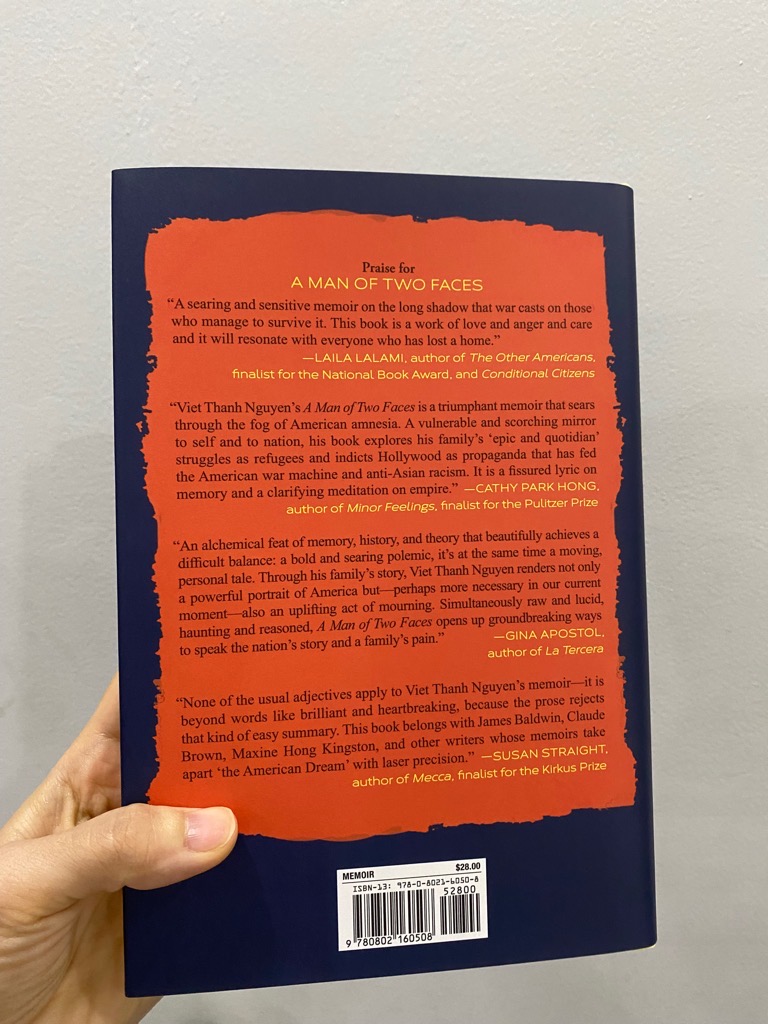 Praise for
A MAN OF TWO FACES
“A searing and sensitive memoir on the long shadow that war casts on those
who manage to survive it. This book is a work of love and anger and care
and it will resonate with everyone who has lost a home.”
—LAILA LALAMI, author of The Other Americans,
finalist for the National Book Award, and Conditional Citizens
“Viet Thanh Nguyen’s A Man of Two Faces is a triumphant memoir that sears
through the fog of American amnesia. A vulnerable and scorching mirror
to self and to nation, his book explores his family’s ‘epic and quotidian’
struggles as refugees and indicts Hollywood as propaganda that has fed
the American war machine and anti-Asian racism. It is a fissured lyric on
memory and a clarifying meditation on empire.” —CATHY PARK HONG,
author of Minor Feelings, finalist for the Pulitzer Prize
“An alchemical feat of memory, history, and theory that beautifully achieves a
difficult balance: a bold and searing polemic, it’s at the same time a moving,
personal tale. Through his family’s story, Viet Thanh Nguyen renders not only
a powerful portrait of America but—perhaps more necessary in our current
moment—also an uplifting act of mourning. Simultaneously raw and lucid,
haunting and reasoned, A Man of Two Faces opens up groundbreaking ways
to speak the nation’s story and a family’s pain.” —GINA APOSTOL,
author of La Tercera
“None of the usual adjectives apply to Viet Thanh Nguyen’s memoir—it is
beyond words like brilliant and heartbreaking, because the prose rejects
that kind of easy summary. This book belongs with James Baldwin, Claude
Brown, Maxine Hong Kingston, and other writers whose memoirs take
apart ‘the American Dream’ with laser precision.” —SUSAN STRAIGHT,
author of Mecca, finalist for the Kirkus Prize
MEMOIR $28.00
ISBN-13: 978-0-8021-6050-8
52800
9 780802 160508